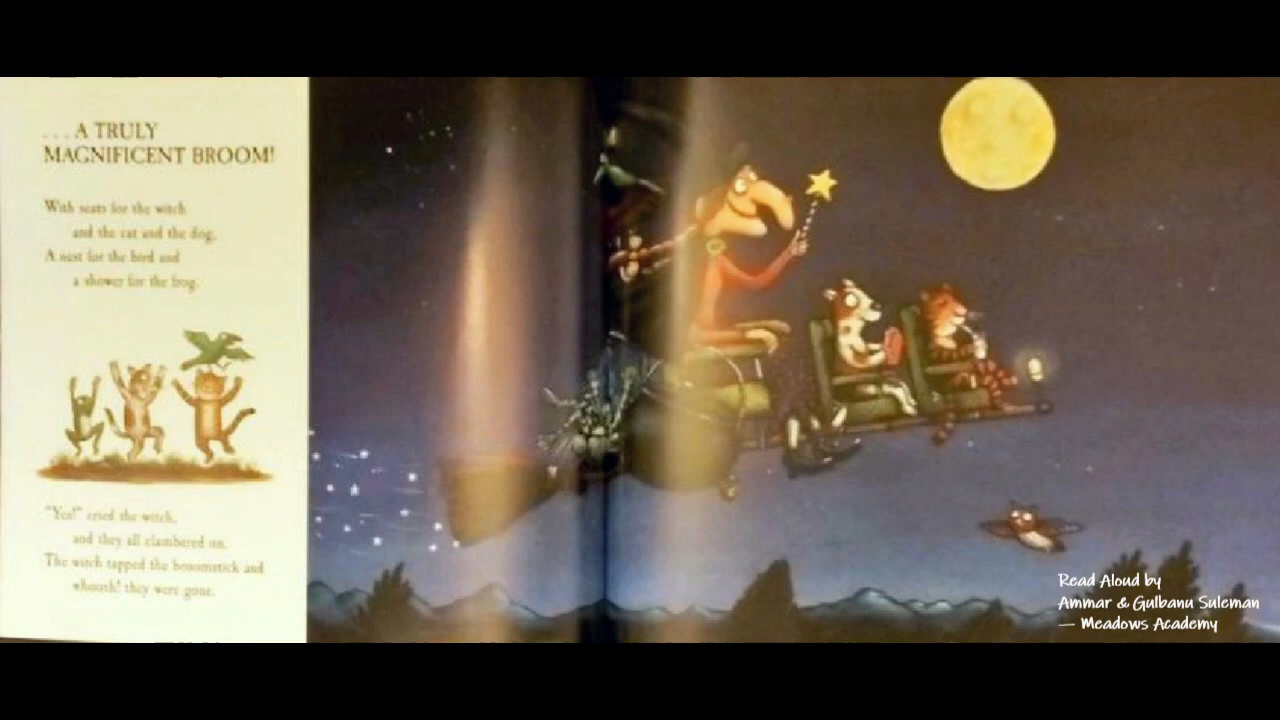 ...A TRULY
MAGNIFICENT BROOM!
With seats for the witch
and the cat and the dog,
A nest for the bird and
a shower for the frog.
"Yes!" cried the witch,
and they all clambered on.
The witch tapped the broomstick and
whoosh! they were gone.
Read Aloud by
Ammar & Gulbanu Suleman
— Meadows Academy